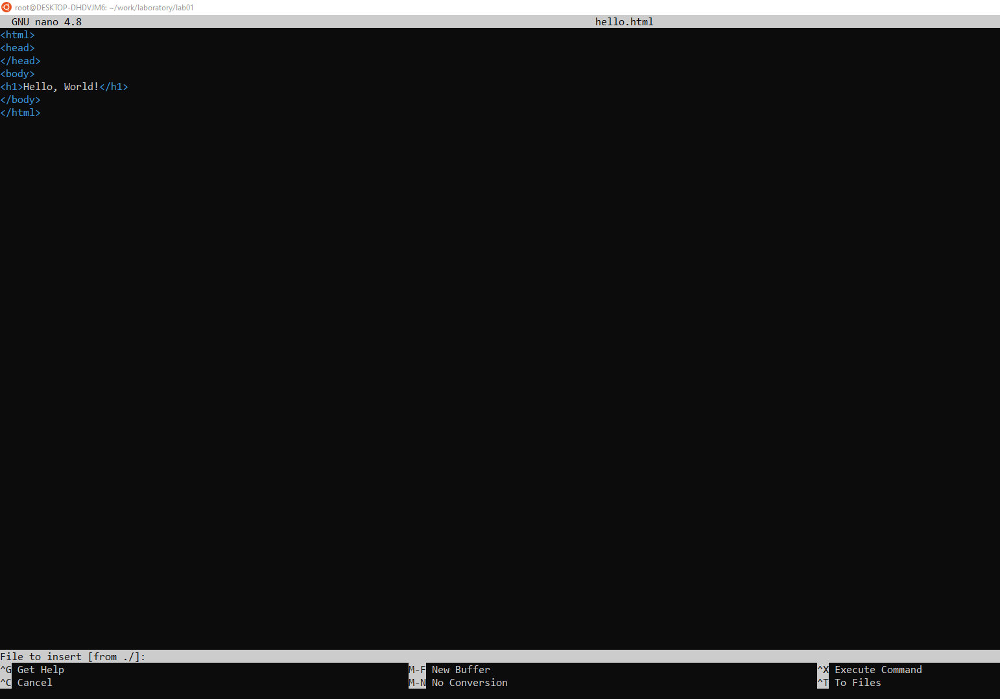 root@DESKTOP-DHDVJM6: ~/work/laboratory/lab01
GNU nano 4.8 hello.html
<html>
<head>
</head>
<body>
<h1>Hello, World!</h1>
</body>
</html>
File to insert [from ./]:
^G Get Help M-F New Buffer ^X Execute Command
^C Cancel M-N No Conversion ^T To Files